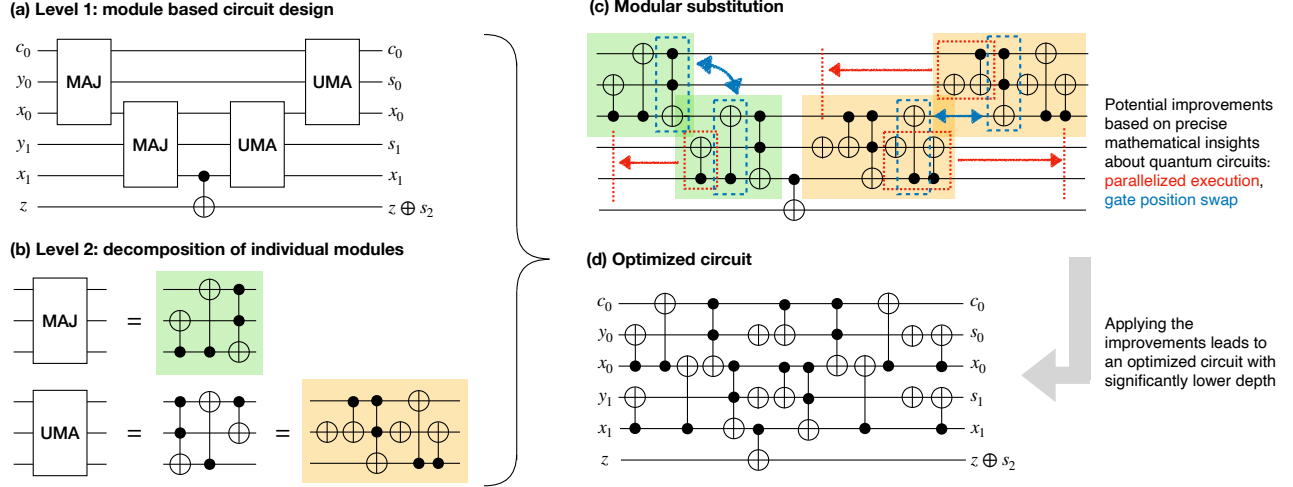 (a) Level 1: module based circuit design
c₀ c₀
MAJ UMA
y₀ s₀
x₀ x₀
y₁ MAJ UMA s₁
x₁ x₁
z z ⊕ s₂
(b) Level 2: decomposition of individual modules
MAJ =
UMA = =
(c) Modular substitution
Potential improvements
based on precise
mathematical insights
about quantum circuits:
parallelized execution,
gate position swap
(d) Optimized circuit
c₀ c₀
y₀ s₀
x₀ x₀
y₁ s₁
x₁ x₁
z z ⊕ s₂
Applying the
improvements leads to
an optimized circuit with
significantly lower depth